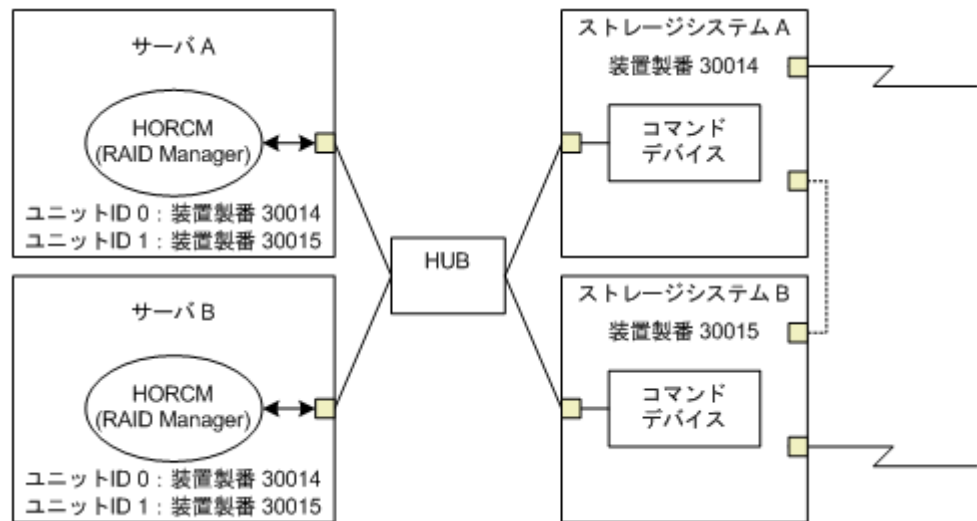 サーバ A
HORCM
(RAID Manager)
ユニットID 0：装置製番 30014
ユニットID 1：装置製番 30015
サーバ B
HORCM
(RAID Manager)
ユニットID 0：装置製番 30014
ユニットID 1：装置製番 30015
HUB
ストレージシステム A
装置製番 30014
コマンド
デバイス
ストレージシステム B
装置製番 30015
コマンド
デバイス